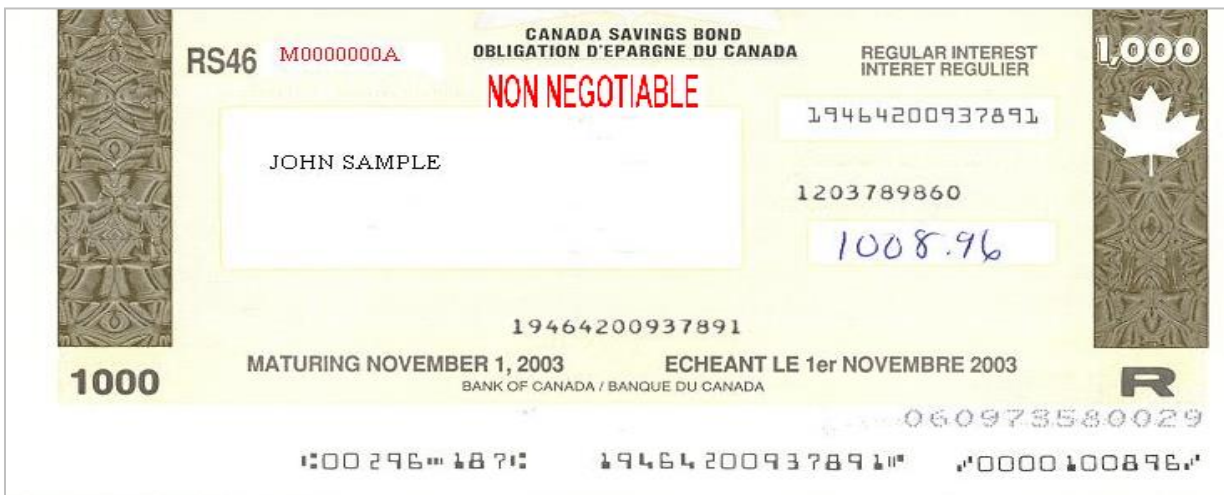 CANADA SAVINGS BOND
OBLIGATION D'EPARGNE DU CANADA
RS46 M0000000A
REGULAR INTEREST
INTERET REGULIER
1,000
NON NEGOTIABLE
19464200937891
JOHN SAMPLE
1203789860
1008.96
19464200937891
MATURING NOVEMBER 1, 2003 ECHEANT LE 1er NOVEMBRE 2003
1000
BANK OF CANADA / BANQUE DU CANADA
R
060973580029
⑆00296⑉187⑆ 19464200937891⑈ ⑇0000100896⑇